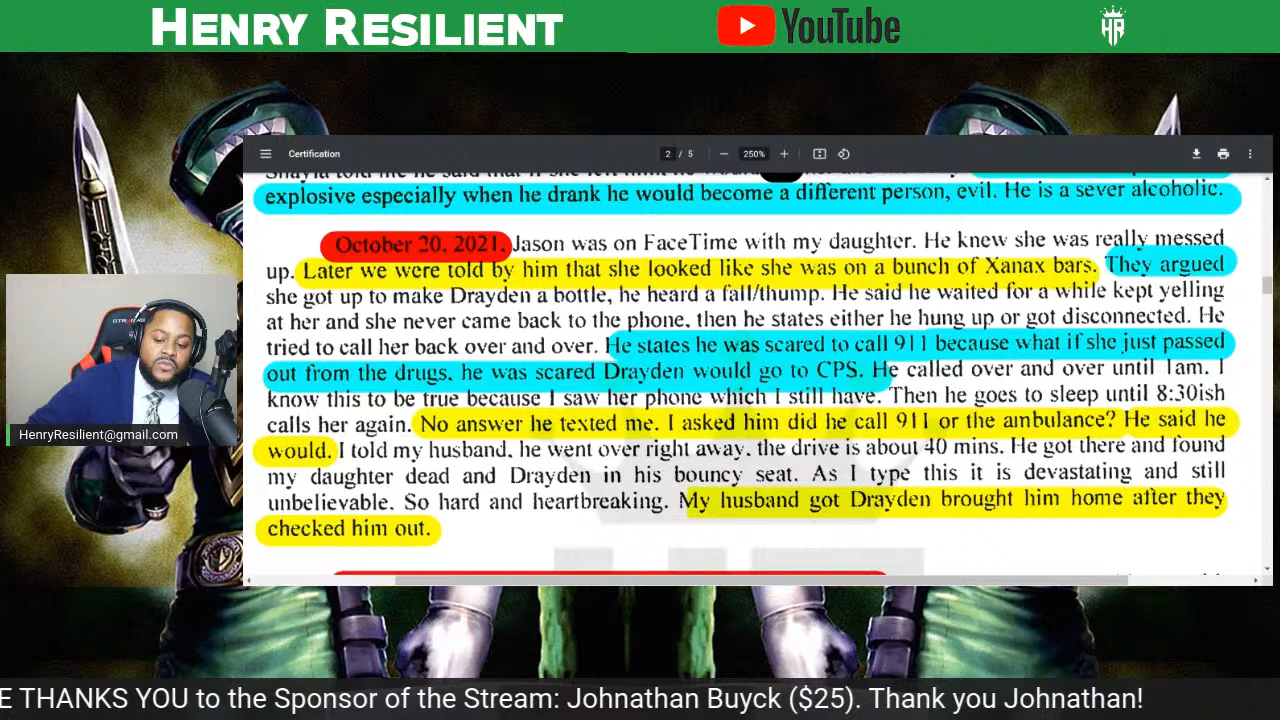 HENRY RESILIENT
YouTube
HR
Certification
2 / 5
250%
explosive especially when he drank he would become a different person, evil. He is a sever alcoholic.
October 20, 2021, Jason was on FaceTime with my daughter. He knew she was really messed
up. Later we were told by him that she looked like she was on a bunch of Xanax bars. They argued
she got up to make Drayden a bottle, he heard a fall/thump. He said he waited for a while kept yelling
at her and she never came back to the phone, then he states either he hung up or got disconnected. He
tried to call her back over and over. He states he was scared to call 911 because what if she just passed
out from the drugs, he was scared Drayden would go to CPS. He called over and over until 1am. I
know this to be true because I saw her phone which I still have. Then he goes to sleep until 8:30ish
calls her again. No answer he texted me. I asked him did he call 911 or the ambulance? He said he
would. I told my husband, he went over right away, the drive is about 40 mins. He got there and found
my daughter dead and Drayden in his bouncy seat. As I type this it is devastating and still
unbelievable. So hard and heartbreaking. My husband got Drayden brought him home after they
checked him out.
HenryResilient@gmail.com
E THANKS YOU to the Sponsor of the Stream: Johnathan Buyck ($25). Thank you Johnathan!